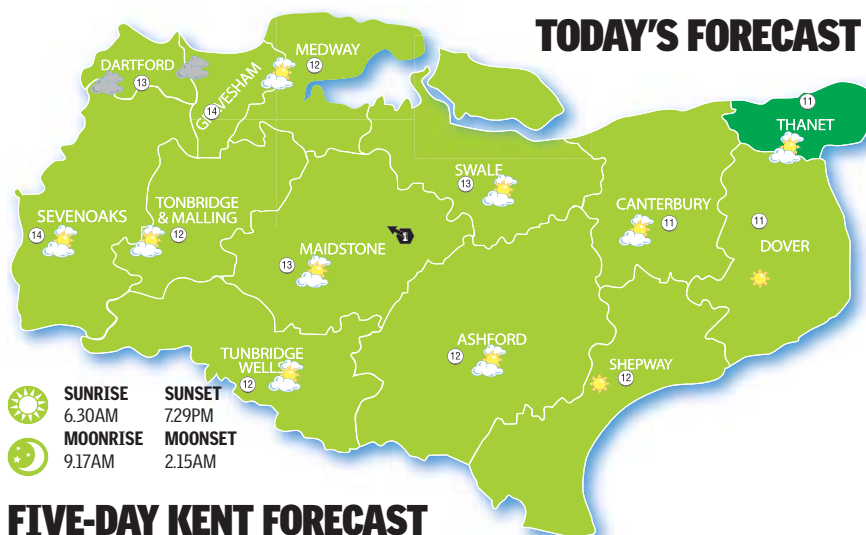 TODAY'S FORECAST
MEDWAY
12
DARTFORD
13
GRAVESHAM
14
11
THANET
SWALE
13
SEVENOAKS
14
TONBRIDGE
& MALLING
12
CANTERBURY
11
11
DOVER
1
MAIDSTONE
13
ASHFORD
12
TUNBRIDGE
WELLS
12
SHEPWAY
12
SUNRISE SUNSET
6.30AM 7.29PM
MOONRISE MOONSET
9.17AM 2.15AM
FIVE-DAY KENT FORECAST